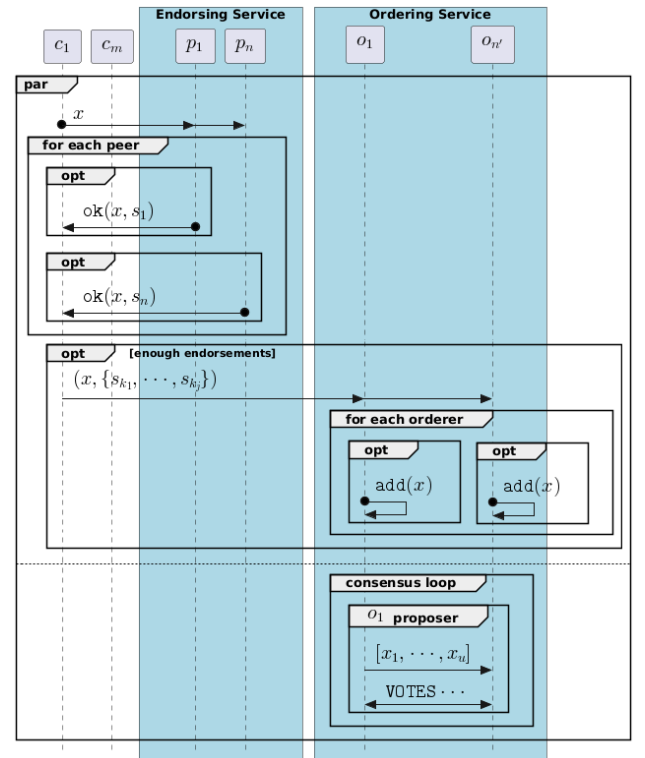 Endorsing Service Ordering Service
c₁ cₘ p₁ pₙ o₁ oₙ′
par
x
for each peer
opt
ok(x, s₁)
opt
ok(x, sₙ)
opt [enough endorsements]
(x, {sₖ₁, ⋯, sₖⱼ})
for each orderer
opt opt
add(x) add(x)
consensus loop
o₁ proposer
[x₁, ⋯, xᵤ]
VOTES ⋯